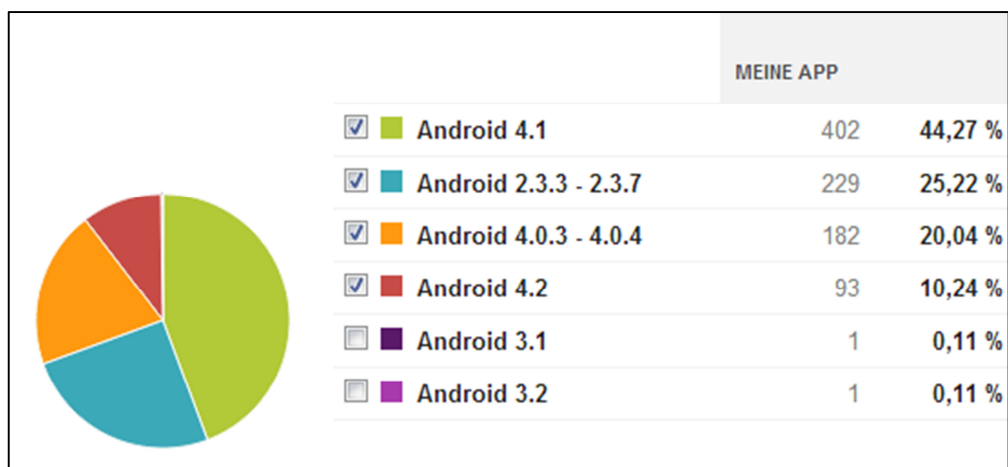 MEINE APP
Android 4.1 402 44,27 %
Android 2.3.3 - 2.3.7 229 25,22 %
Android 4.0.3 - 4.0.4 182 20,04 %
Android 4.2 93 10,24 %
Android 3.1 1 0,11 %
Android 3.2 1 0,11 %